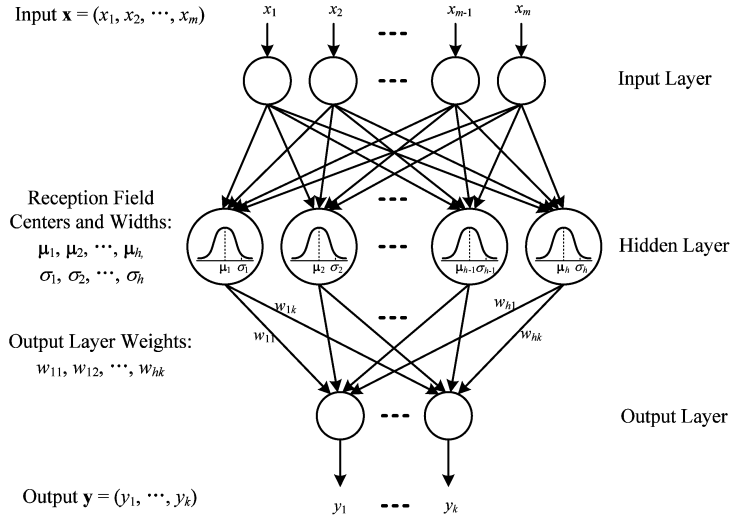 Input x = (x1, x2, ···, xm)
x1 x2 xm-1 xm
Input Layer
Reception Field
Centers and Widths:
μ1, μ2, ···, μh,
σ1, σ2, ···, σh
μ1 σ1 μ2 σ2 μh-1 σh-1 μh σh
Hidden Layer
w1k wh1
w11 whk
Output Layer Weights:
w11, w12, ···, whk
Output Layer
Output y = (y1, ···, yk)
y1 yk